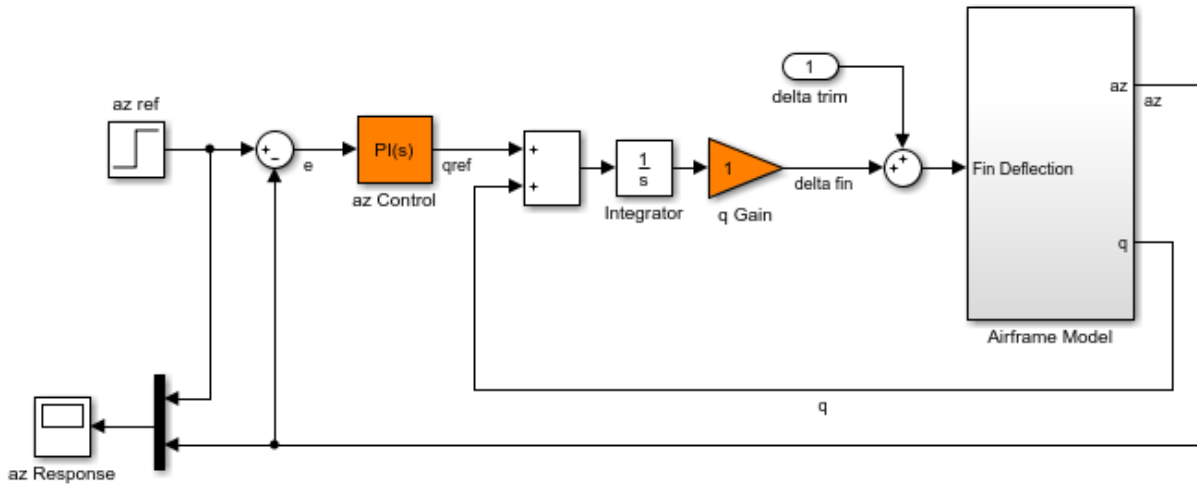 az ref
+
−
e
PI(s)
az Control
qref
+
+
1
s
Integrator
1
q Gain
delta fin
1
delta trim
+
+
Fin Deflection
az
az
q
Airframe Model
q
az Response